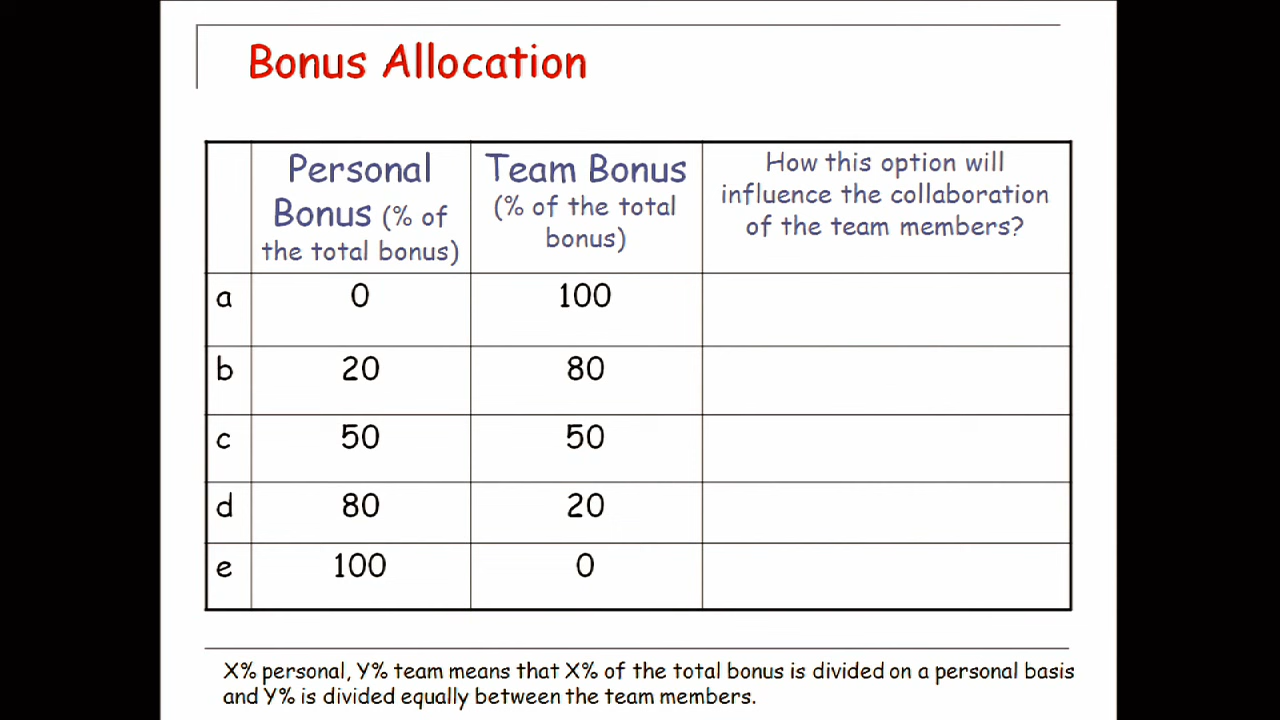 Bonus Allocation
Personal
Bonus (% of
the total bonus)
Team Bonus
(% of the total
bonus)
How this option will
influence the collaboration
of the team members?
a 0 100
b 20 80
c 50 50
d 80 20
e 100 0
X% personal, Y% team means that X% of the total bonus is divided on a personal basis
and Y% is divided equally between the team members.